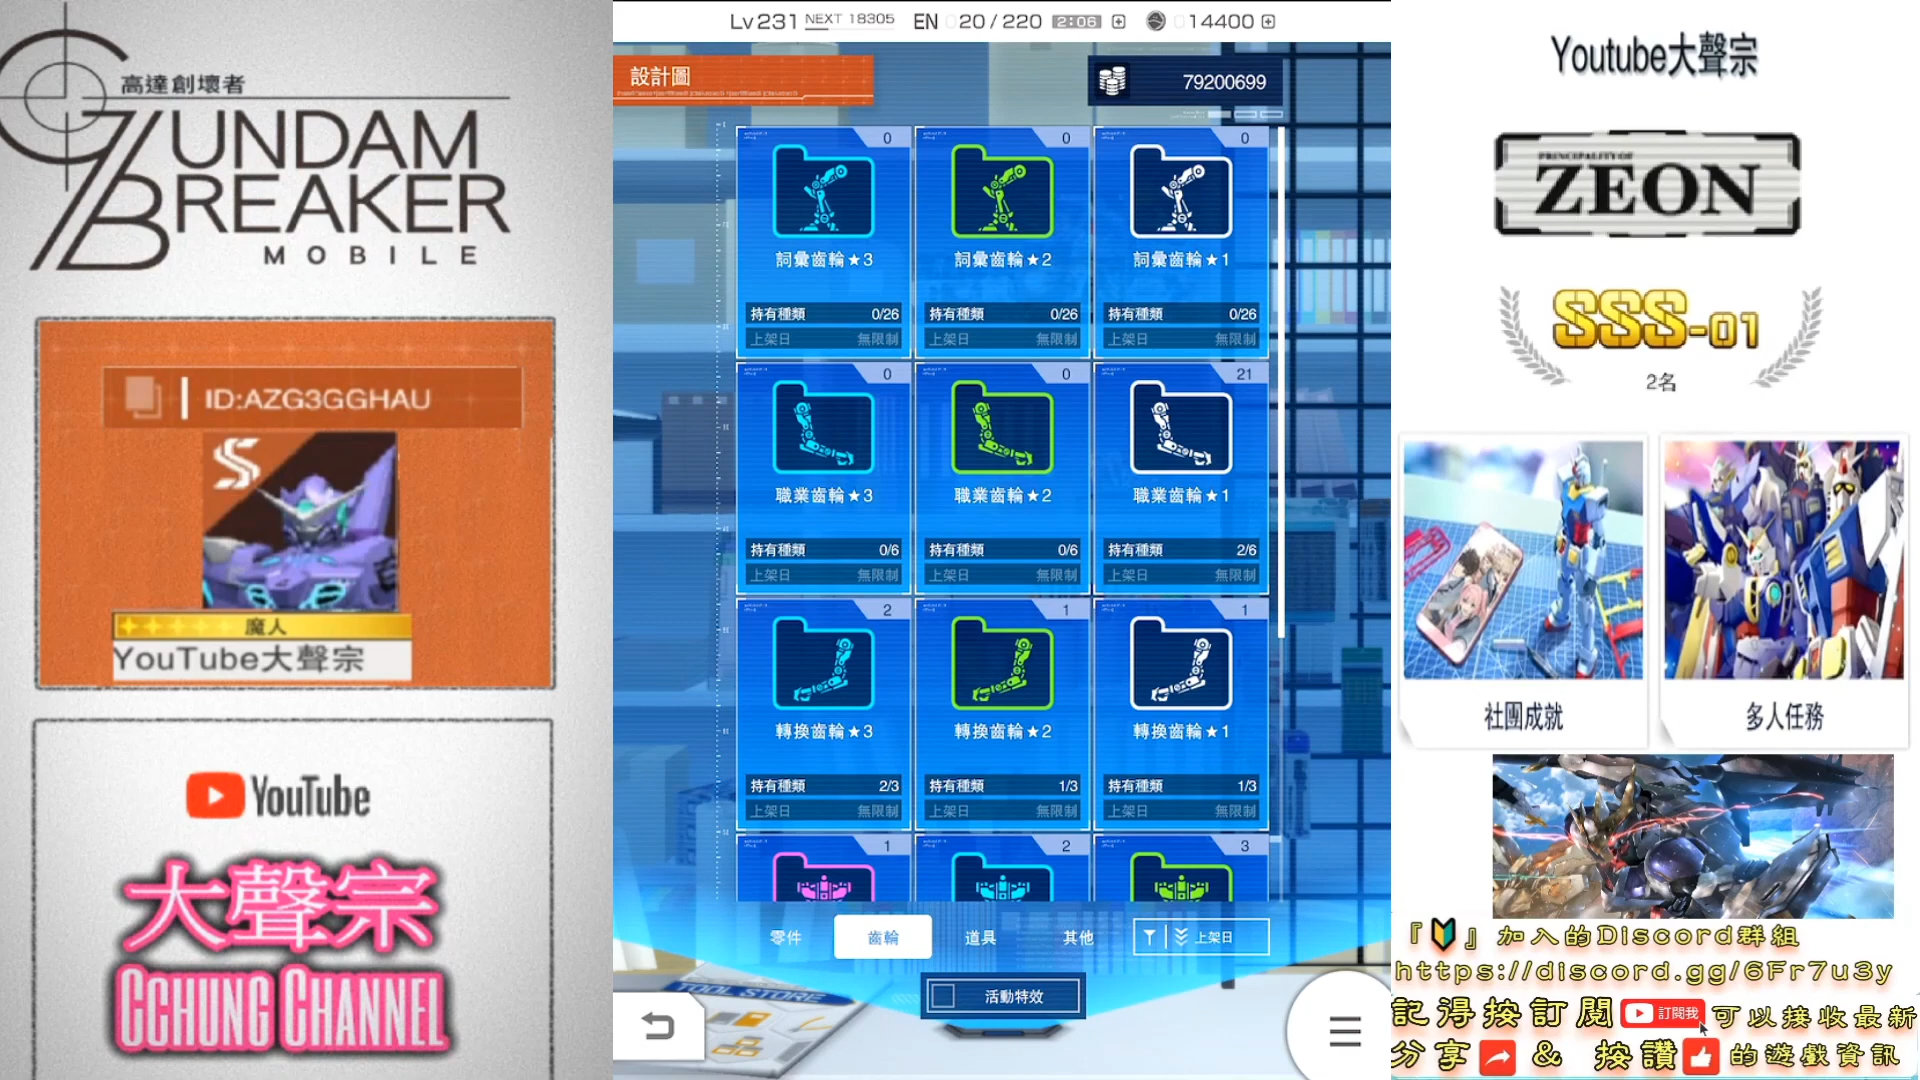 高達創壞者
GUNDAM
BREAKER
MOBILE
ID:AZG3GGHAU
S
魔人
YouTube大聲宗
YouTube
大聲宗
CCHUNG CHANNEL
Lv231 NEXT 18305 EN 20/220 2:06 14400
設計圖
79200699
0 0 0
詞彙齒輪★3 詞彙齒輪★2 詞彙齒輪★1
持有種類 0/26 持有種類 0/26 持有種類 0/26
上架日 無限制 上架日 無限制 上架日 無限制
0 0 21
職業齒輪★3 職業齒輪★2 職業齒輪★1
持有種類 0/6 持有種類 0/6 持有種類 2/6
上架日 無限制 上架日 無限制 上架日 無限制
2 1 1
轉換齒輪★3 轉換齒輪★2 轉換齒輪★1
持有種類 2/3 持有種類 1/3 持有種類 1/3
上架日 無限制 上架日 無限制 上架日 無限制
1 2 3
零件 齒輪 道具 其他 上架日
活動特效
TOOL STORE
Youtube大聲宗
PRINCIPALITY OF
ZEON
SSS-01
2名
社團成就 多人任務
『🔰』加入的Discord群組
https://discord.gg/6Fr7u3y
記得按訂閱 訂閱我 可以接收最新
分享 & 按讚 的遊戲資訊